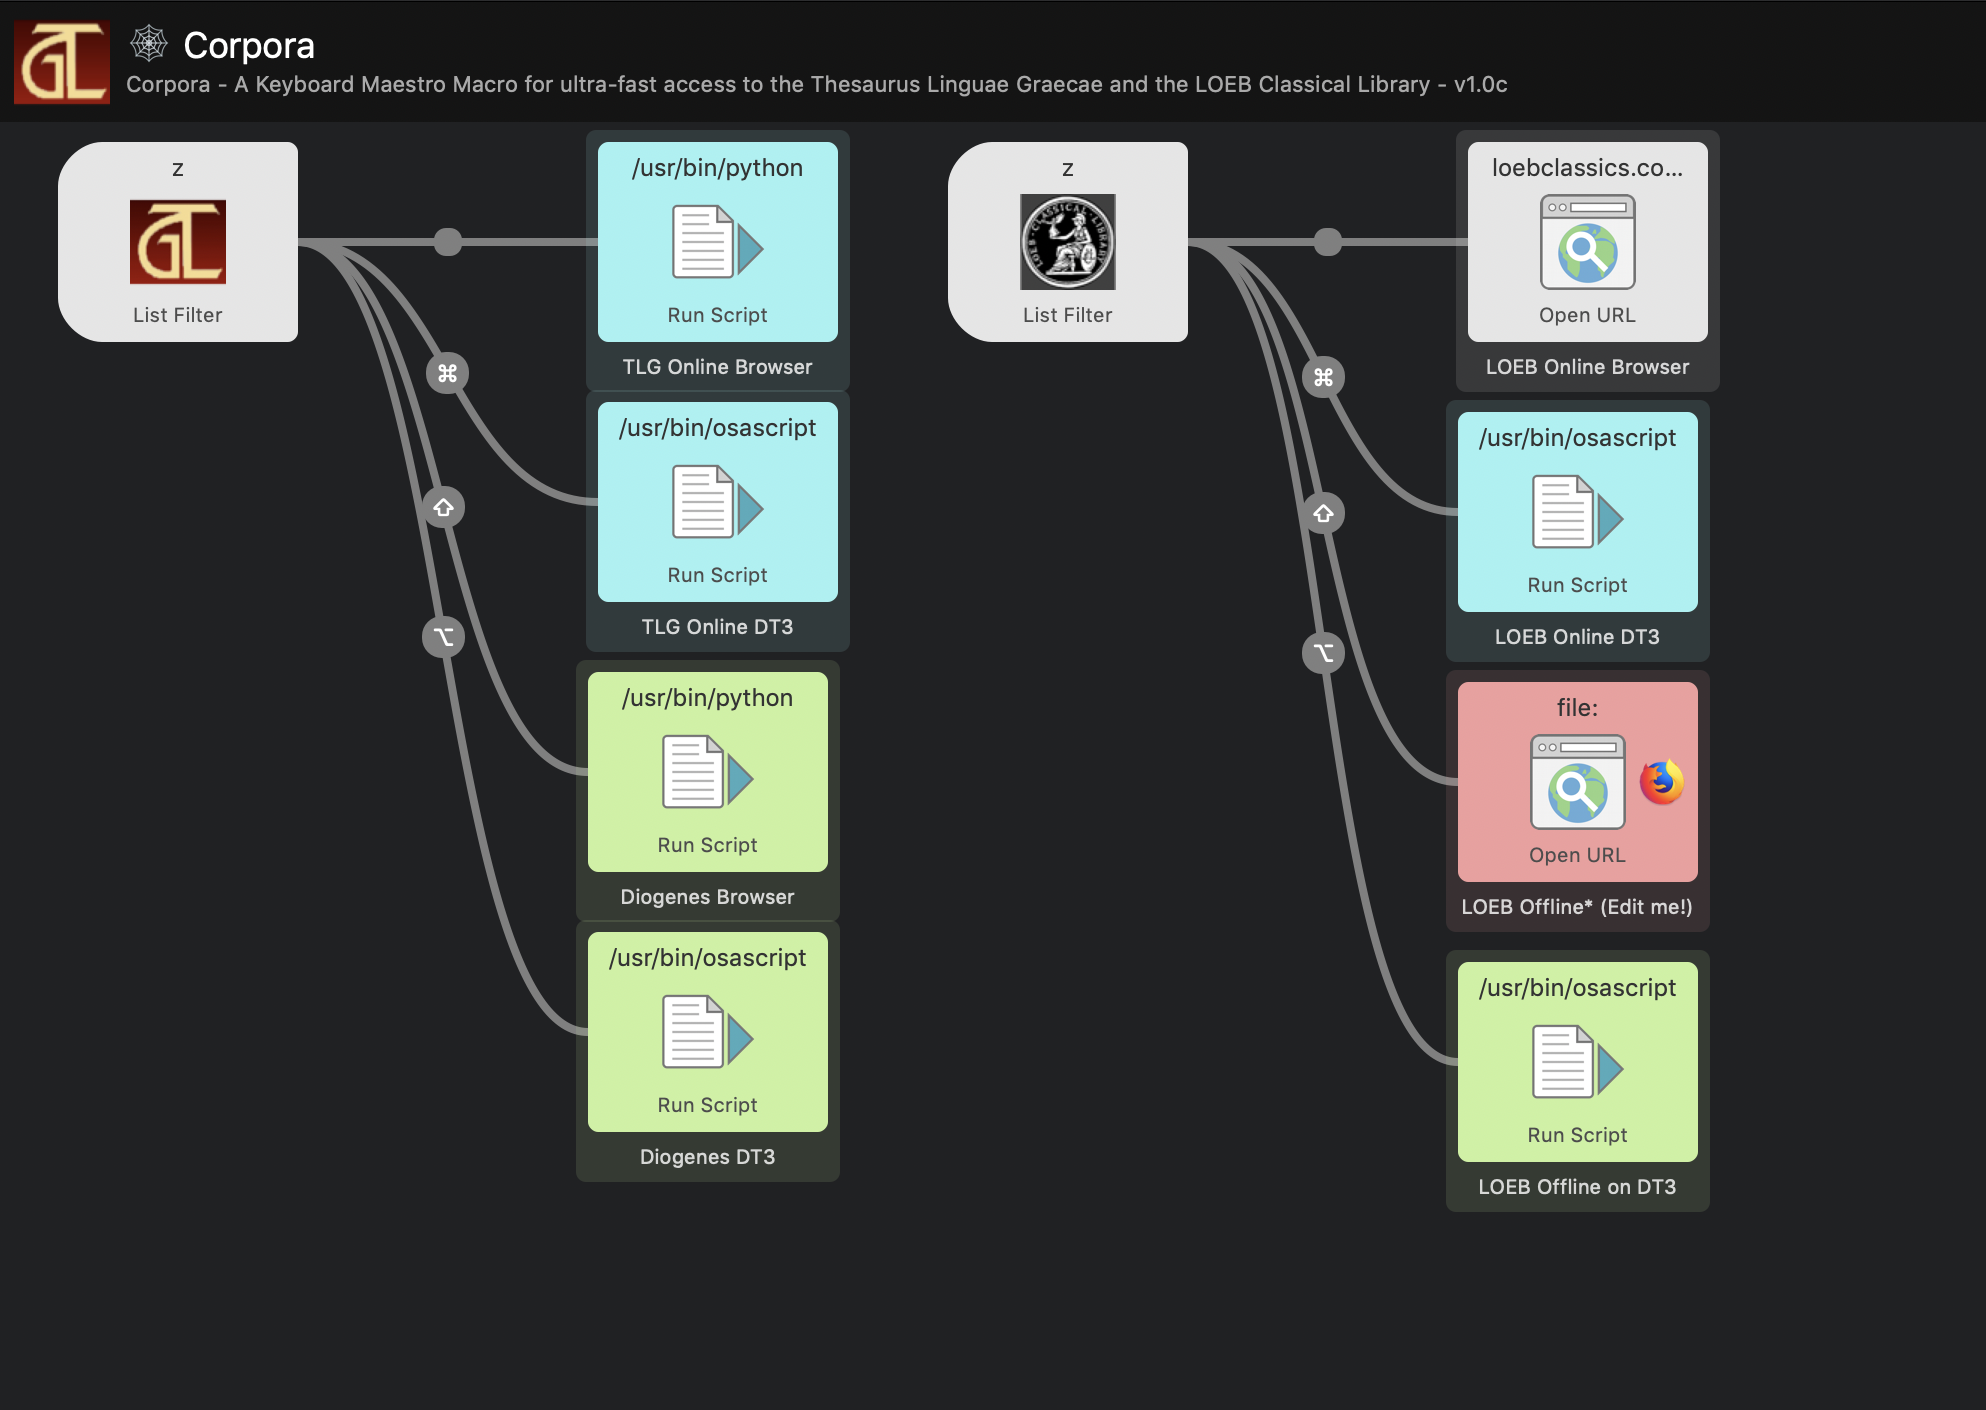 Corpora
Corpora - A Keyboard Maestro Macro for ultra-fast access to the Thesaurus Linguae Graecae and the LOEB Classical Library - v1.0c
z
List Filter
/usr/bin/python
Run Script
TLG Online Browser
/usr/bin/osascript
Run Script
TLG Online DT3
/usr/bin/python
Run Script
Diogenes Browser
/usr/bin/osascript
Run Script
Diogenes DT3
z
LOEB CLASSICAL LIBRARY
List Filter
loebclassics.co...
Open URL
LOEB Online Browser
/usr/bin/osascript
Run Script
LOEB Online DT3
file:
Open URL
LOEB Offline* (Edit me!)
/usr/bin/osascript
Run Script
LOEB Offline on DT3